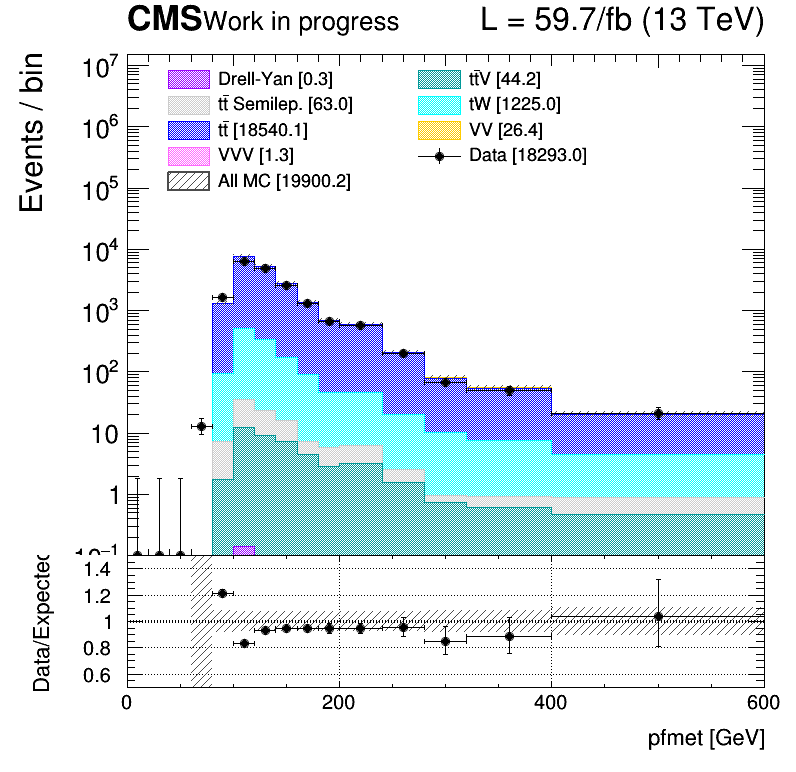 CMS Work in progress L = 59.7/fb (13 TeV)
Events / bin
10⁷
10⁶
10⁵
10⁴
10³
10²
10
1
10⁻¹
Drell-Yan [0.3]
tt̄ Semilep. [63.0]
tt̄ [18540.1]
VVV [1.3]
All MC [19900.2]
tt̄V [44.2]
tW [1225.0]
VV [26.4]
Data [18293.0]
Data/Expected
1.4
1.2
1
0.8
0.6
0 200 400 600
pfmet [GeV]